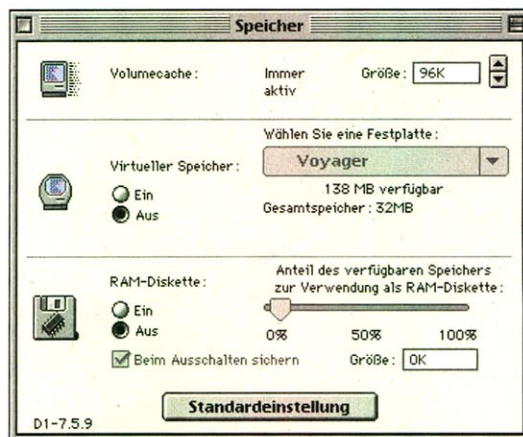 Speicher
Volumecache:
Immer aktiv
Größe: 96K
Wählen Sie eine Festplatte:
Virtueller Speicher:
Voyager
Ein
Aus
138 MB verfügbar
Gesamtspeicher: 32MB
RAM-Diskette:
Anteil des verfügbaren Speichers
zur Verwendung als RAM-Diskette:
Ein
Aus
0% 50% 100%
Beim Ausschalten sichern
Größe: 0K
Standardeinstellung
D1-7.5.9